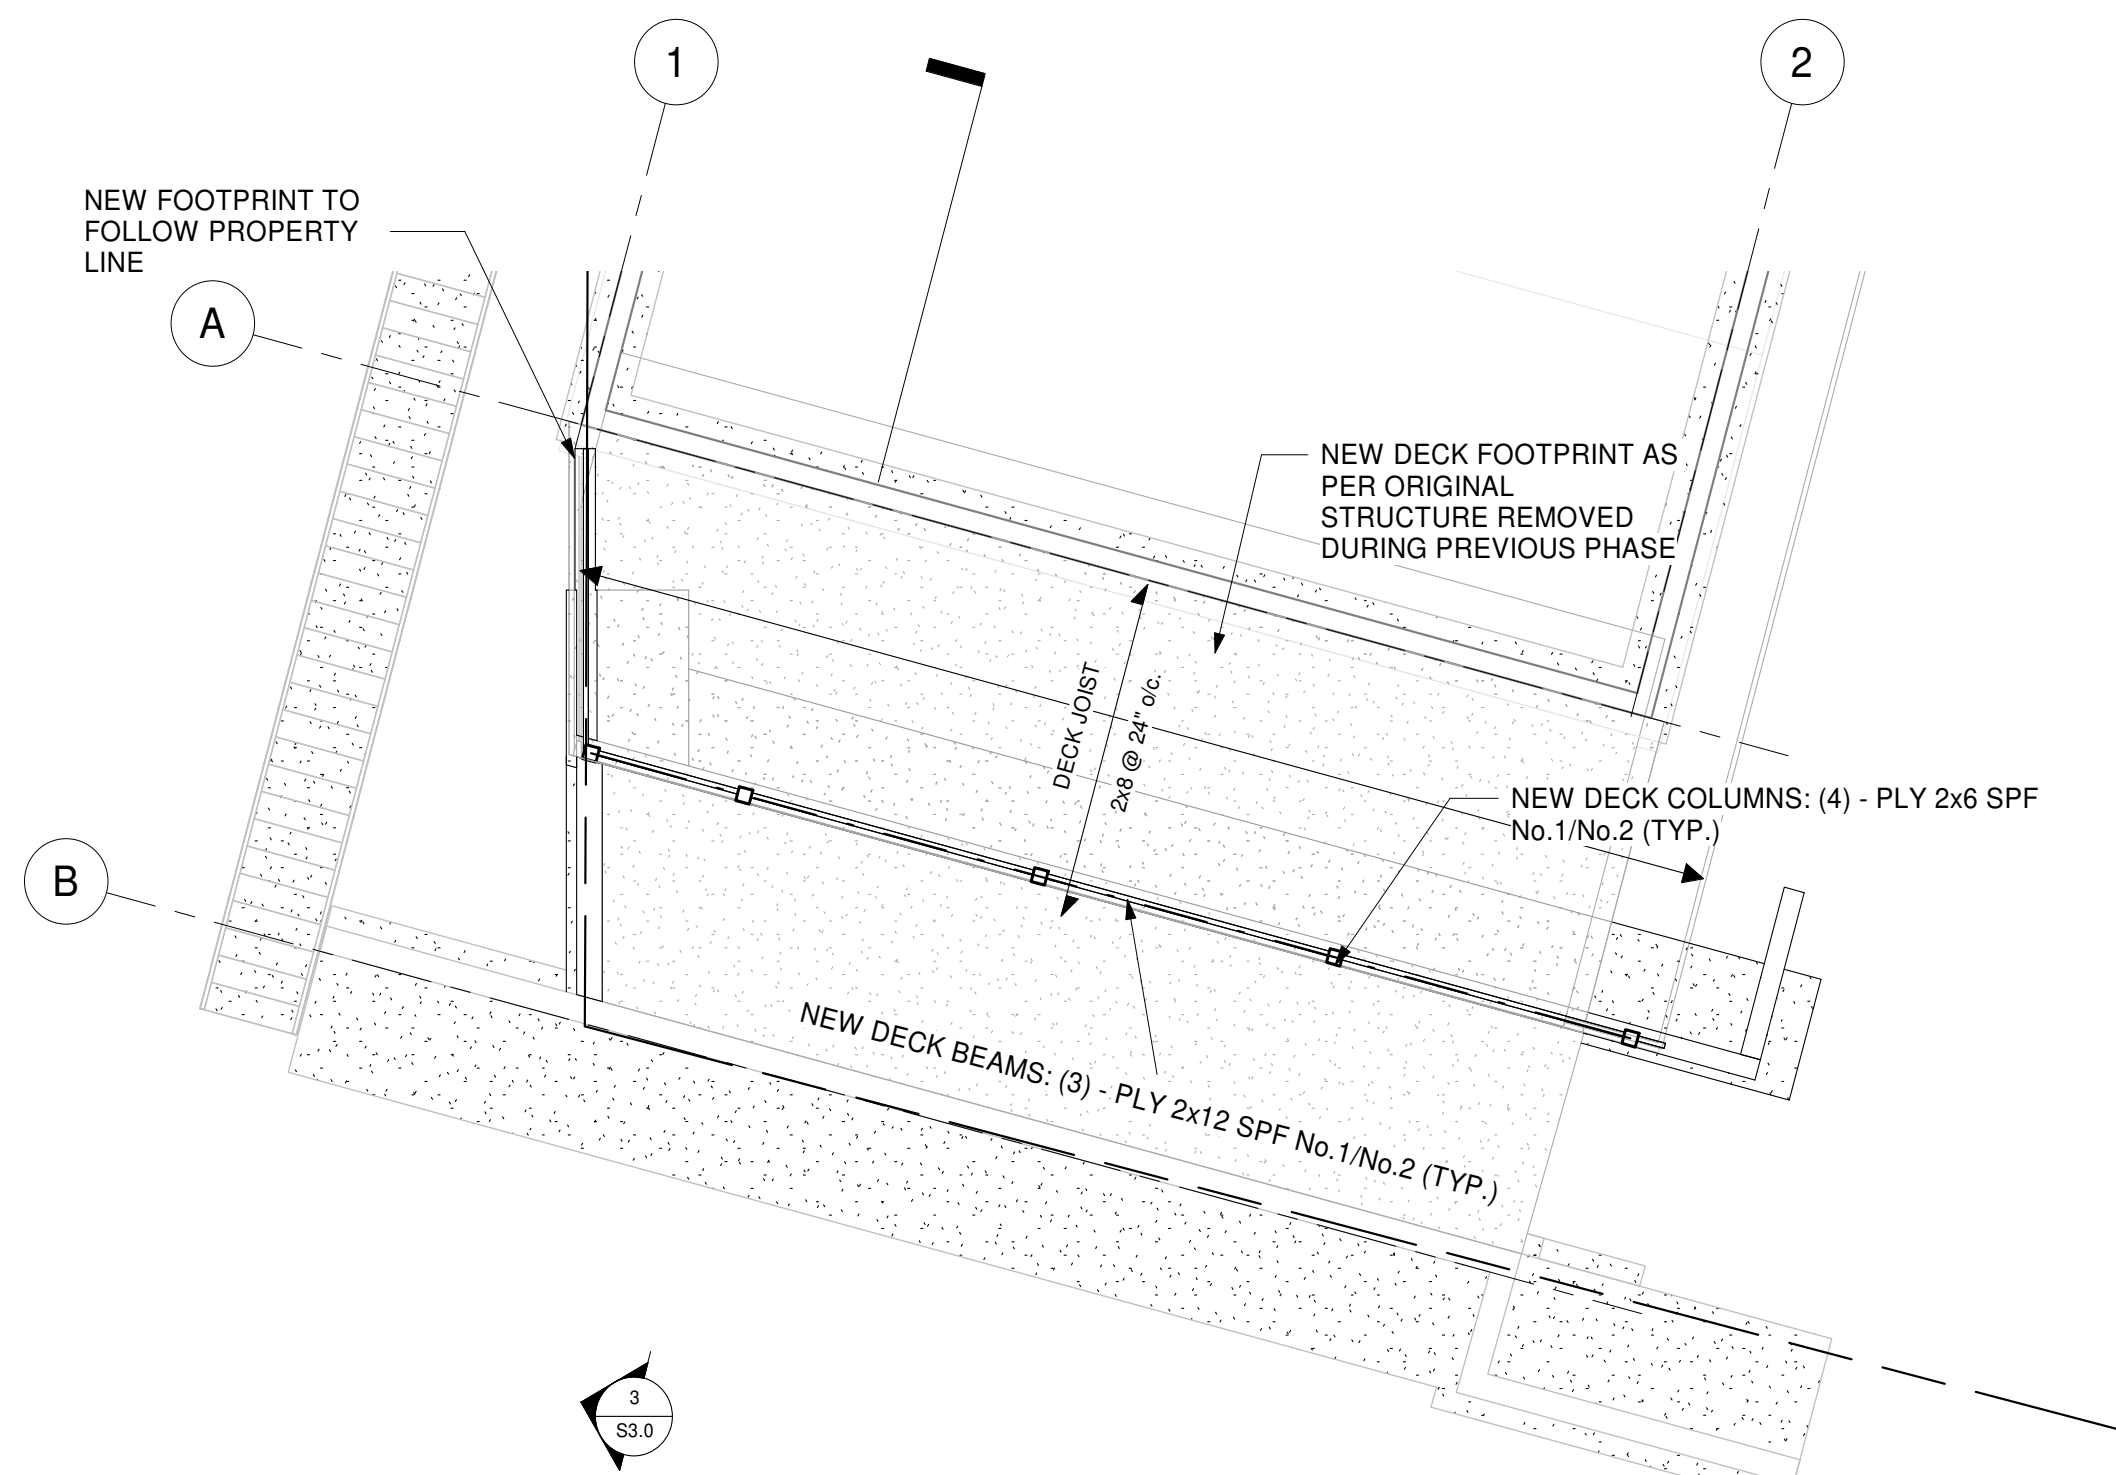 1
2
NEW FOOTPRINT TO
FOLLOW PROPERTY
LINE
A
NEW DECK FOOTPRINT AS
PER ORIGINAL
STRUCTURE REMOVED
DURING PREVIOUS PHASE
DECK JOIST
2x8 @ 24" o/c.
NEW DECK COLUMNS: (4) - PLY 2x6 SPF
No.1/No.2 (TYP.)
B
NEW DECK BEAMS: (3) - PLY 2x12 SPF No.1/No.2 (TYP.)
3
S3.0